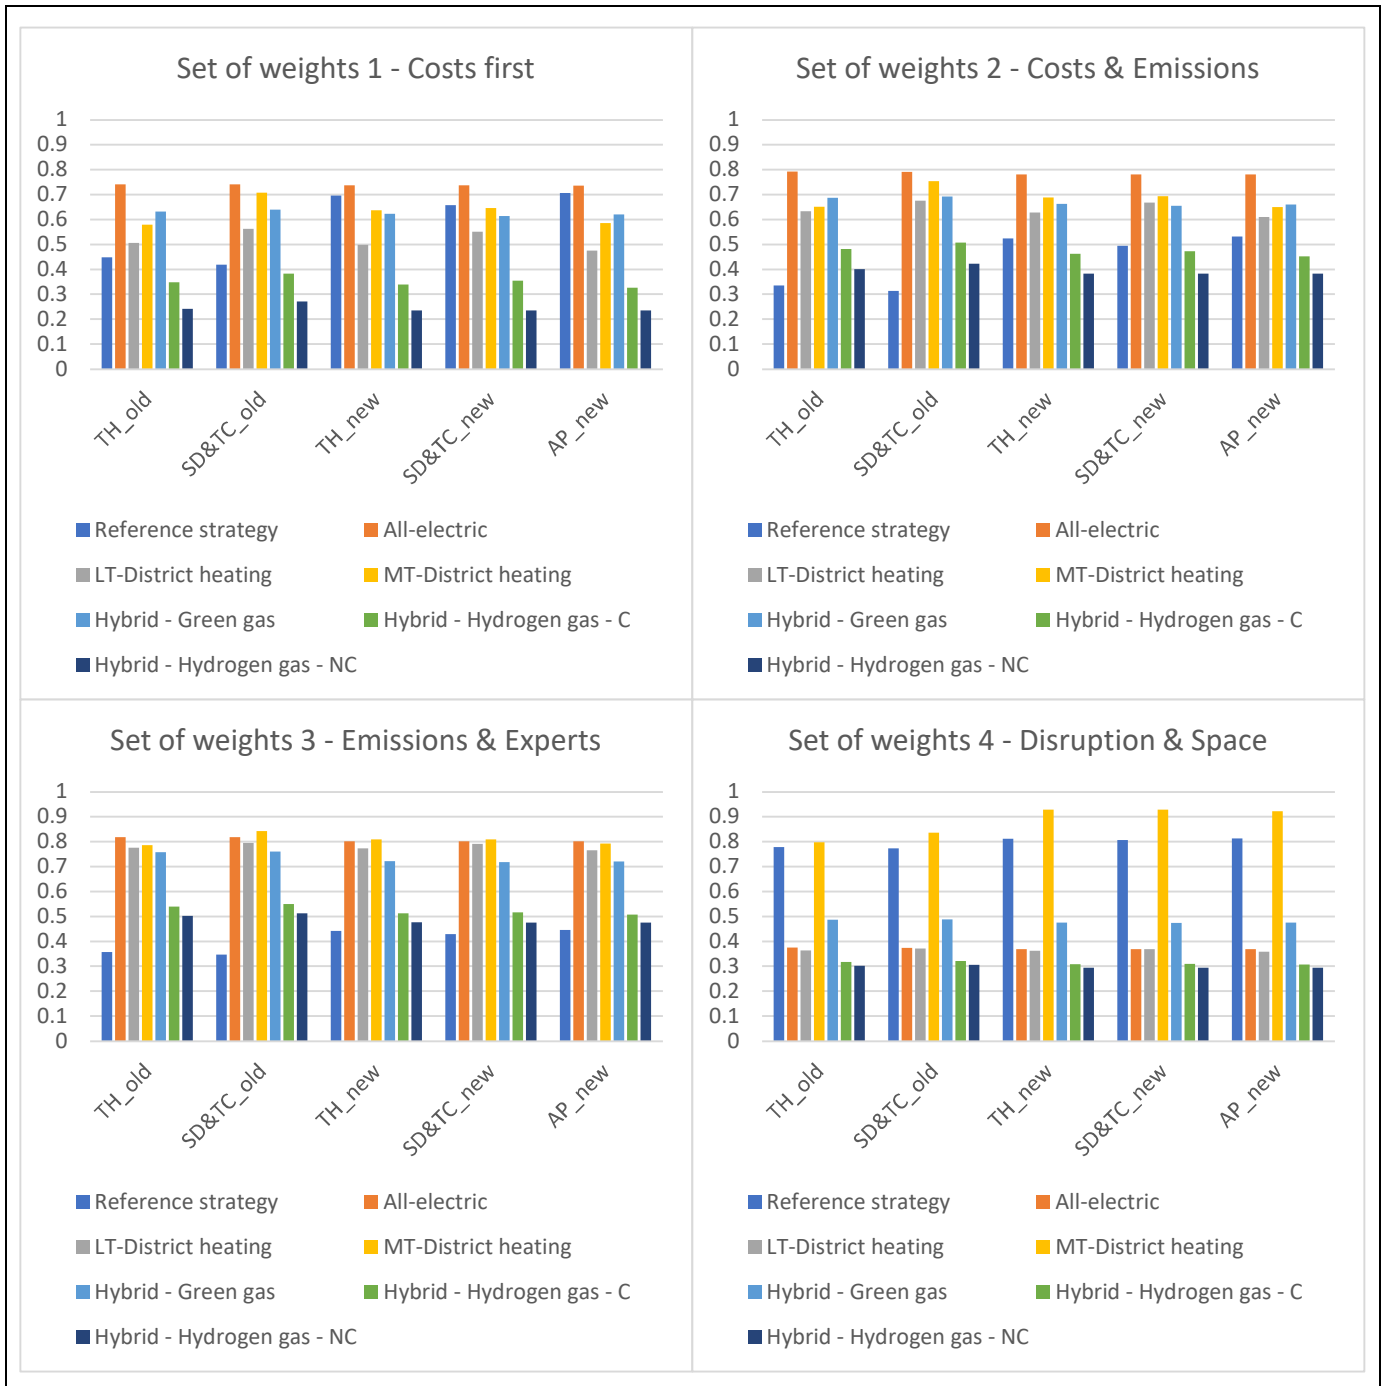 Set of weights 1 - Costs first
1
0.9
0.8
0.7
0.6
0.5
0.4
0.3
0.2
0.1
0
TH_old
SD&TC_old
TH_new
SD&TC_new
AP_new
Reference strategy
All-electric
LT-District heating
MT-District heating
Hybrid - Green gas
Hybrid - Hydrogen gas - C
Hybrid - Hydrogen gas - NC
Set of weights 2 - Costs & Emissions
1
0.9
0.8
0.7
0.6
0.5
0.4
0.3
0.2
0.1
0
TH_old
SD&TC_old
TH_new
SD&TC_new
AP_new
Reference strategy
All-electric
LT-District heating
MT-District heating
Hybrid - Green gas
Hybrid - Hydrogen gas - C
Hybrid - Hydrogen gas - NC
Set of weights 3 - Emissions & Experts
1
0.9
0.8
0.7
0.6
0.5
0.4
0.3
0.2
0.1
0
TH_old
SD&TC_old
TH_new
SD&TC_new
AP_new
Reference strategy
All-electric
LT-District heating
MT-District heating
Hybrid - Green gas
Hybrid - Hydrogen gas - C
Hybrid - Hydrogen gas - NC
Set of weights 4 - Disruption & Space
1
0.9
0.8
0.7
0.6
0.5
0.4
0.3
0.2
0.1
0
TH_old
SD&TC_old
TH_new
SD&TC_new
AP_new
Reference strategy
All-electric
LT-District heating
MT-District heating
Hybrid - Green gas
Hybrid - Hydrogen gas - C
Hybrid - Hydrogen gas - NC